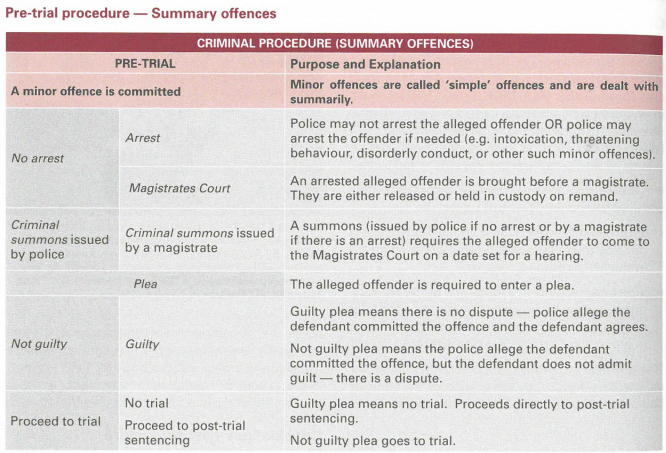 Pre-trial procedure — Summary offences
CRIMINAL PROCEDURE (SUMMARY OFFENCES)
PRE-TRIAL
Purpose and Explanation
A minor offence is committed
Minor offences are called ‘simple’ offences and are dealt with
summarily.
No arrest
Arrest
Police may not arrest the alleged offender OR police may
arrest the offender if needed (e.g. intoxication, threatening
behaviour, disorderly conduct, or other such minor offences).
Magistrates Court
An arrested alleged offender is brought before a magistrate.
They are either released or held in custody on remand.
Criminal
summons issued
by police
Criminal summons issued
by a magistrate
A summons (issued by police if no arrest or by a magistrate
if there is an arrest) requires the alleged offender to come to
the Magistrates Court on a date set for a hearing.
Plea
The alleged offender is required to enter a plea.
Not guilty
Guilty
Guilty plea means there is no dispute — police allege the
defendant committed the offence and the defendant agrees.
Not guilty plea means the police allege the defendant
committed the offence, but the defendant does not admit
guilt — there is a dispute.
Proceed to trial
No trial
Proceed to post-trial
sentencing
Guilty plea means no trial. Proceeds directly to post-trial
sentencing.
Not guilty plea goes to trial.